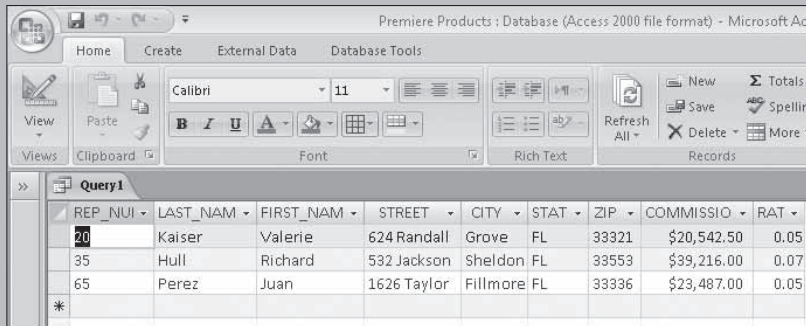 Premiere Products : Database (Access 2000 file format) - Microsoft Ac
Home Create External Data Database Tools
Calibri 11 New Σ Totals
View Paste B I U A Refresh All Save ABC Spellin
Delete More
Views Clipboard Font Rich Text Records
Query1
REP_NUI LAST_NAM FIRST_NAM STREET CITY STAT ZIP COMMISSIO RAT
20 Kaiser Valerie 624 Randall Grove FL 33321 $20,542.50 0.05
35 Hull Richard 532 Jackson Sheldon FL 33553 $39,216.00 0.07
65 Perez Juan 1626 Taylor Fillmore FL 33336 $23,487.00 0.05